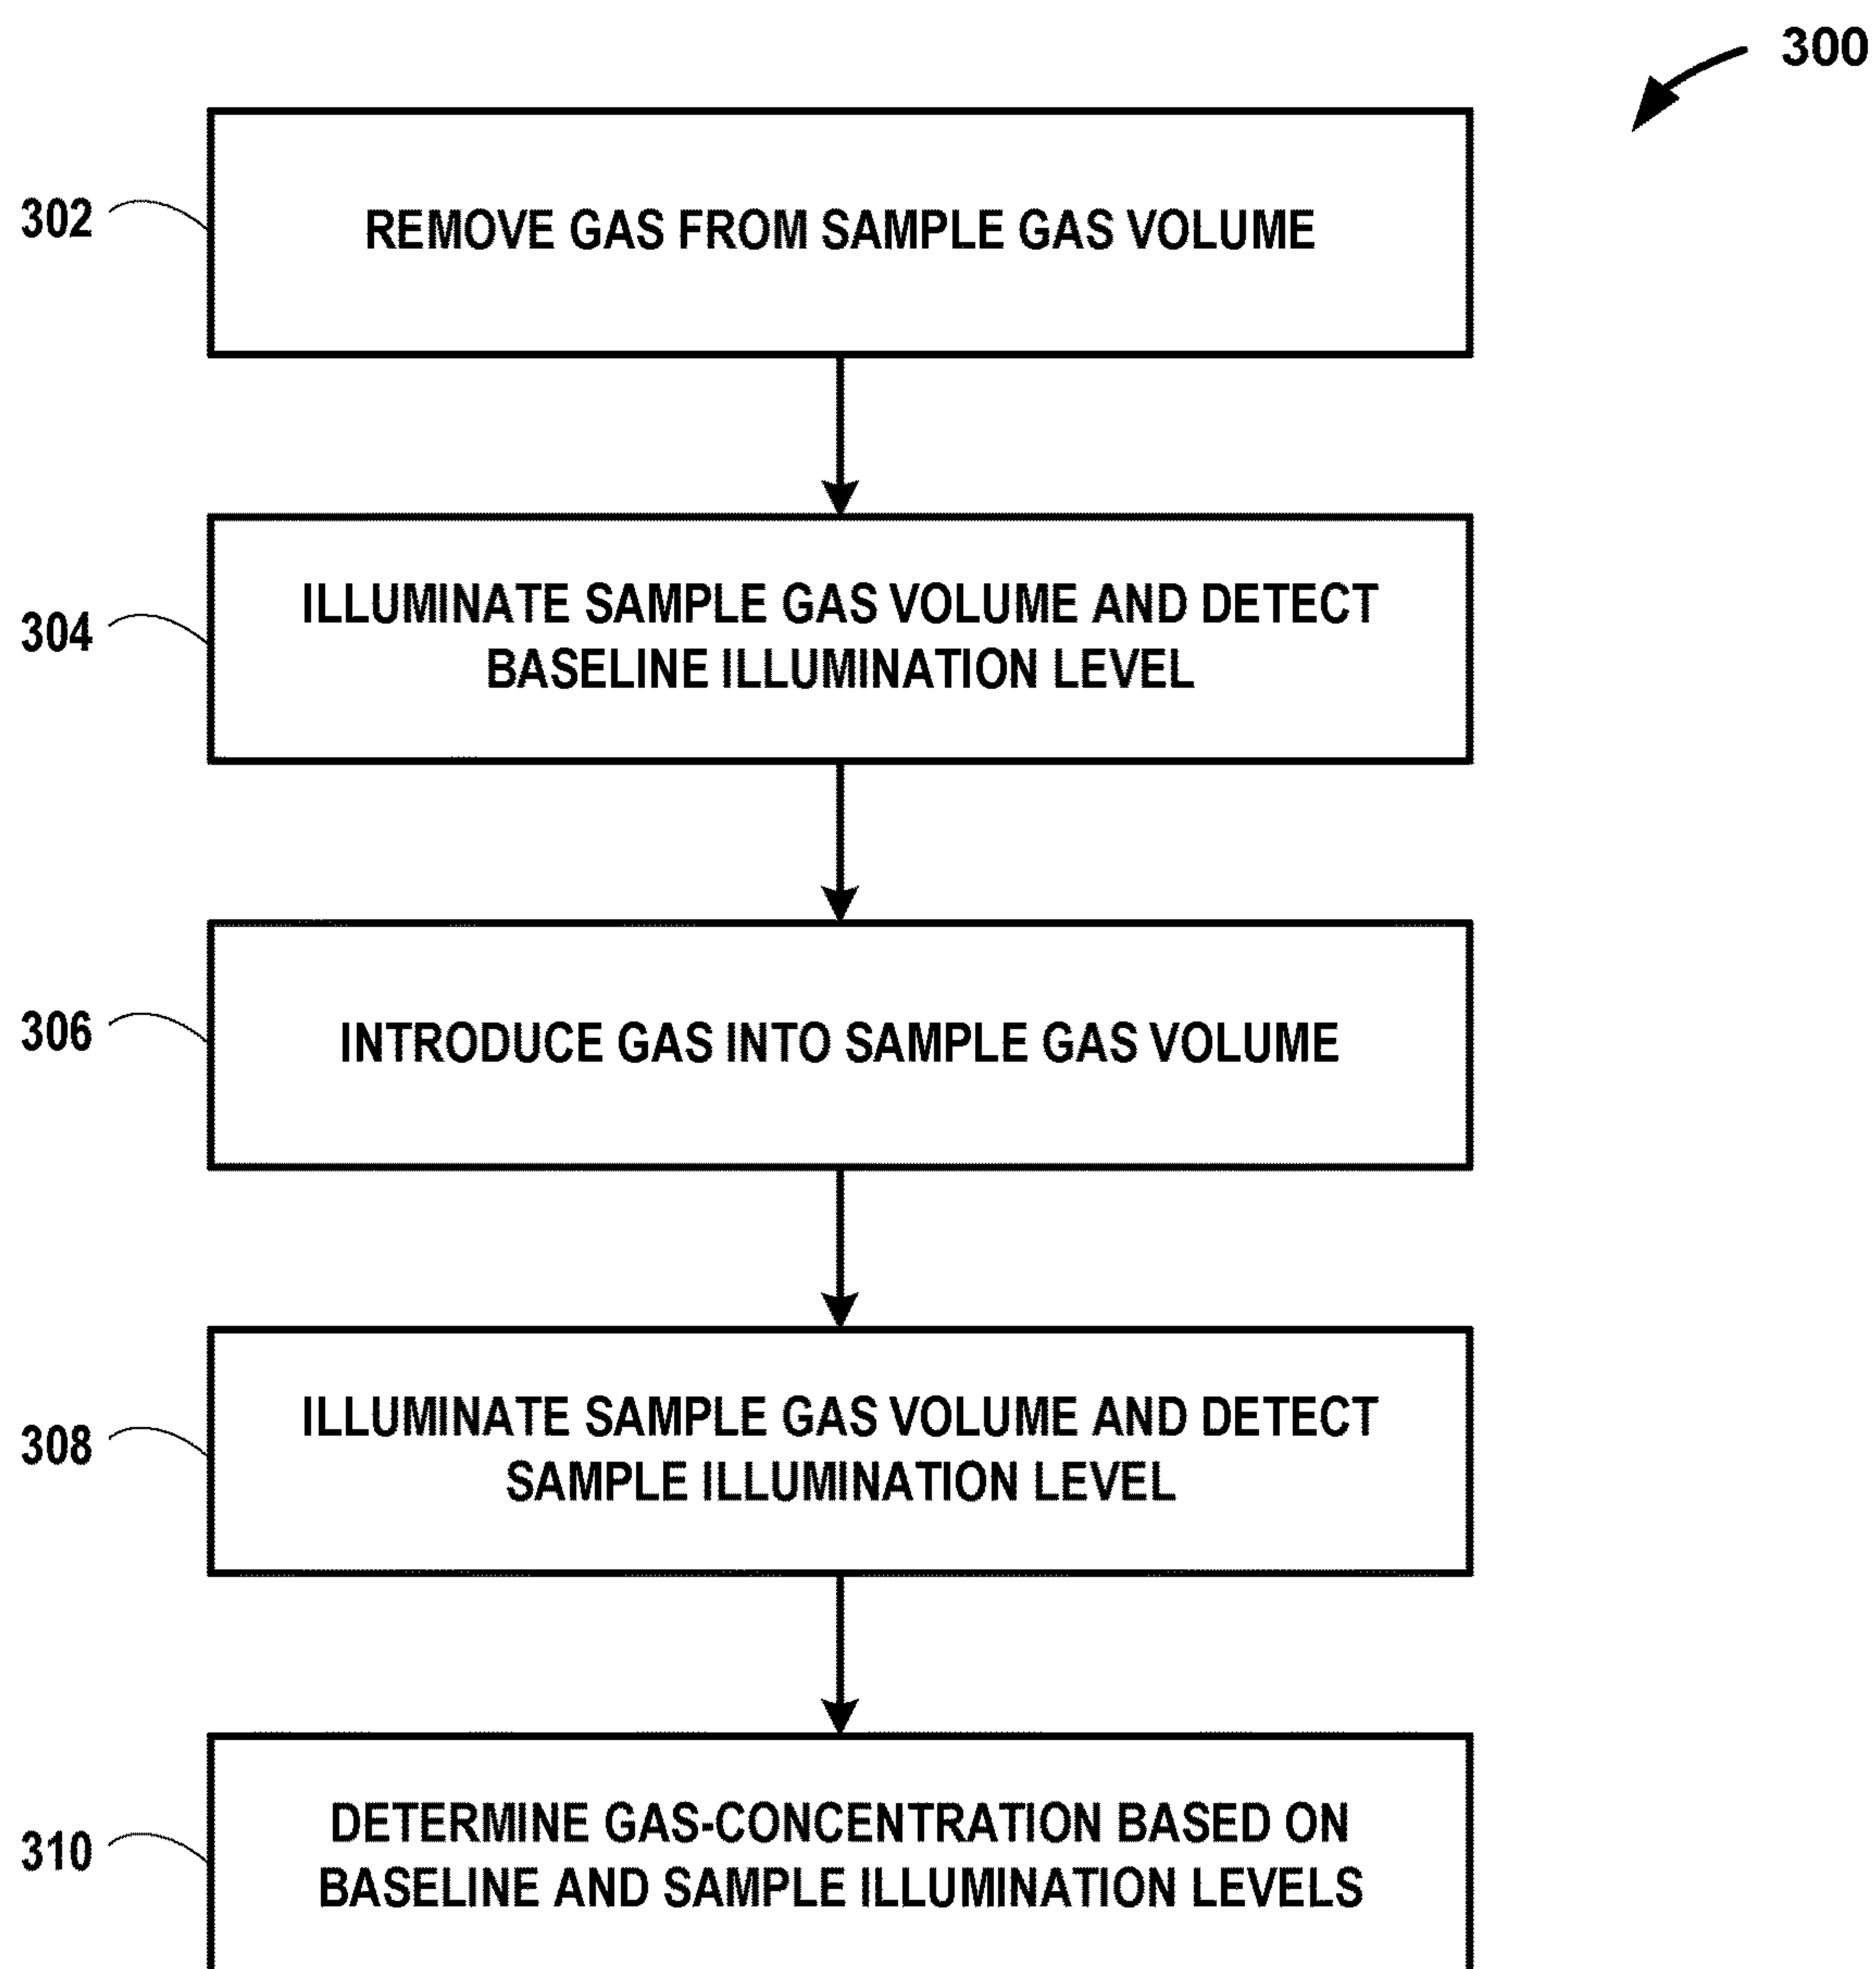 300
302
REMOVE GAS FROM SAMPLE GAS VOLUME
304
ILLUMINATE SAMPLE GAS VOLUME AND DETECT
BASELINE ILLUMINATION LEVEL
306
INTRODUCE GAS INTO SAMPLE GAS VOLUME
308
ILLUMINATE SAMPLE GAS VOLUME AND DETECT
SAMPLE ILLUMINATION LEVEL
310
DETERMINE GAS-CONCENTRATION BASED ON
BASELINE AND SAMPLE ILLUMINATION LEVELS